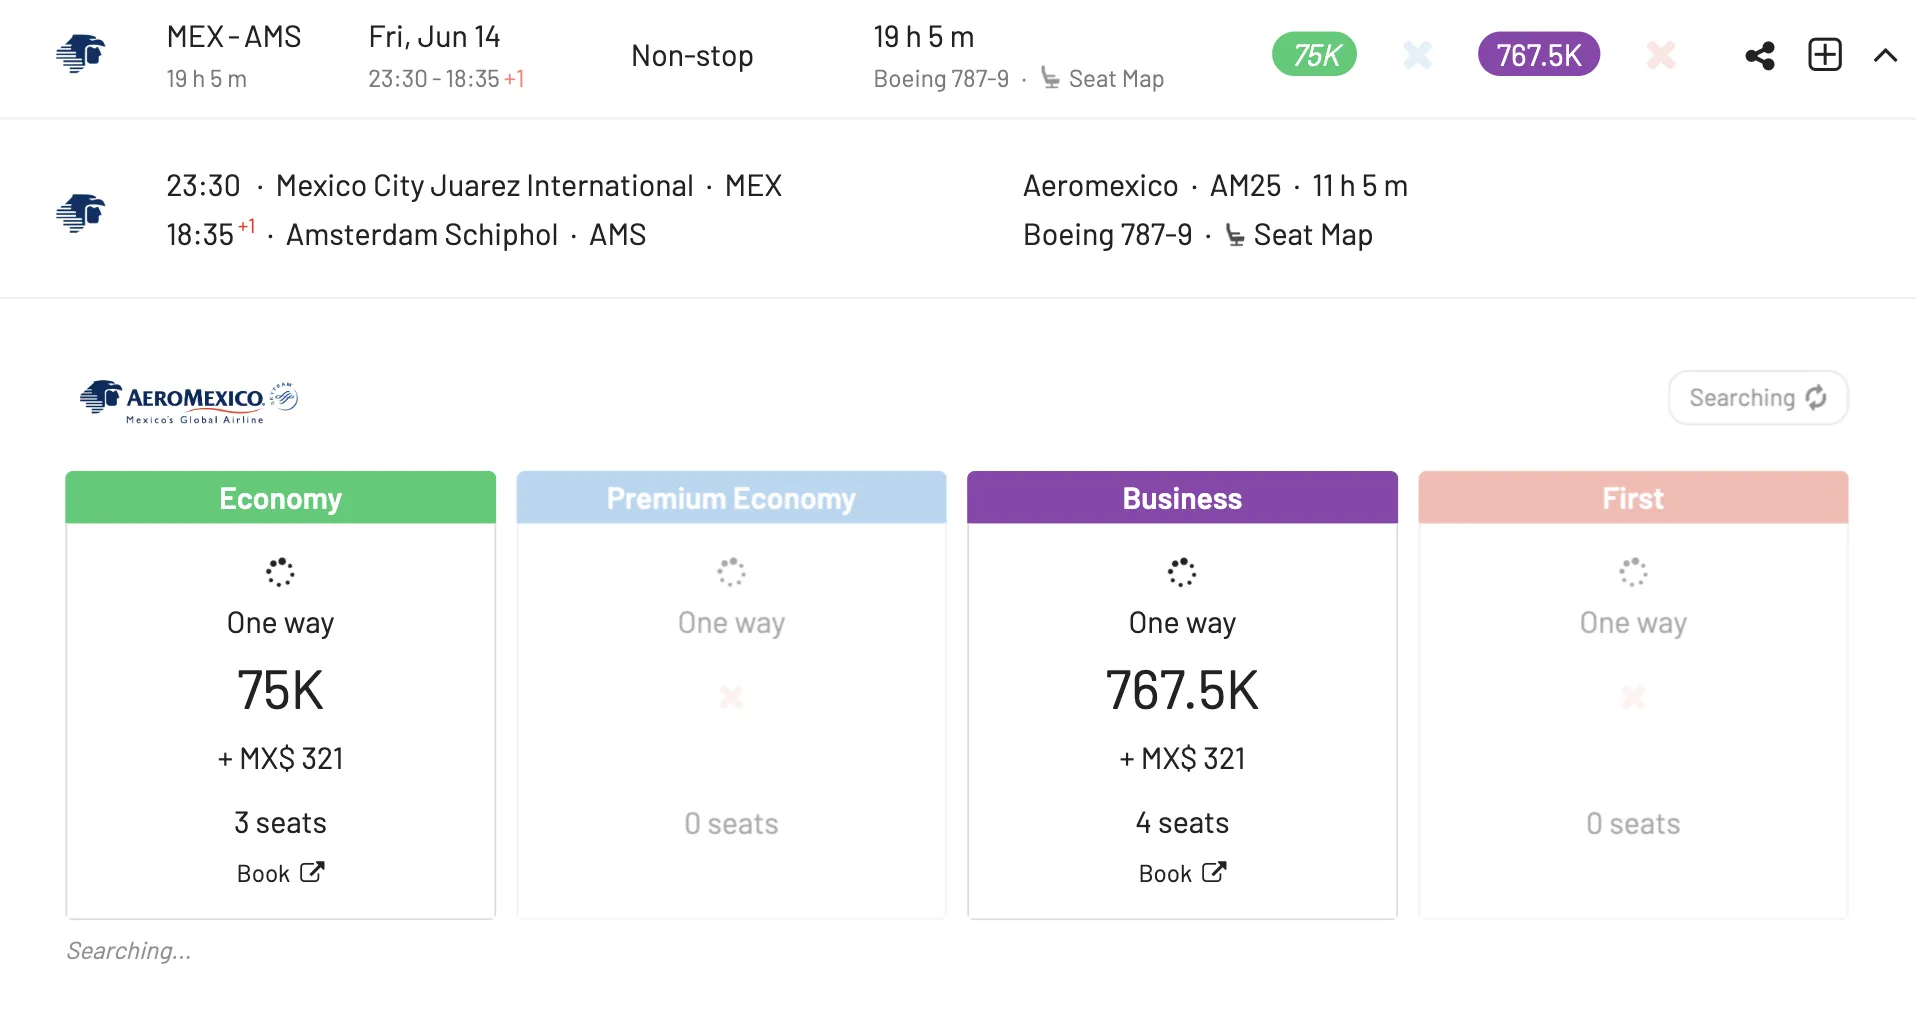 MEX - AMS
19 h 5 m
Fri, Jun 14
23:30 - 18:35 +1
Non-stop
19 h 5 m
Boeing 787-9 · Seat Map
75K
767.5K
23:30 · Mexico City Juarez International · MEX
18:35 +1 · Amsterdam Schiphol · AMS
Aeromexico · AM25 · 11 h 5 m
Boeing 787-9 · Seat Map
AEROMEXICO
SKYTEAM
Mexico's Global Airline
Searching
Economy
One way
75K
+ MX$ 321
3 seats
Book
Premium Economy
One way
0 seats
Business
One way
767.5K
+ MX$ 321
4 seats
Book
First
One way
0 seats
Searching...